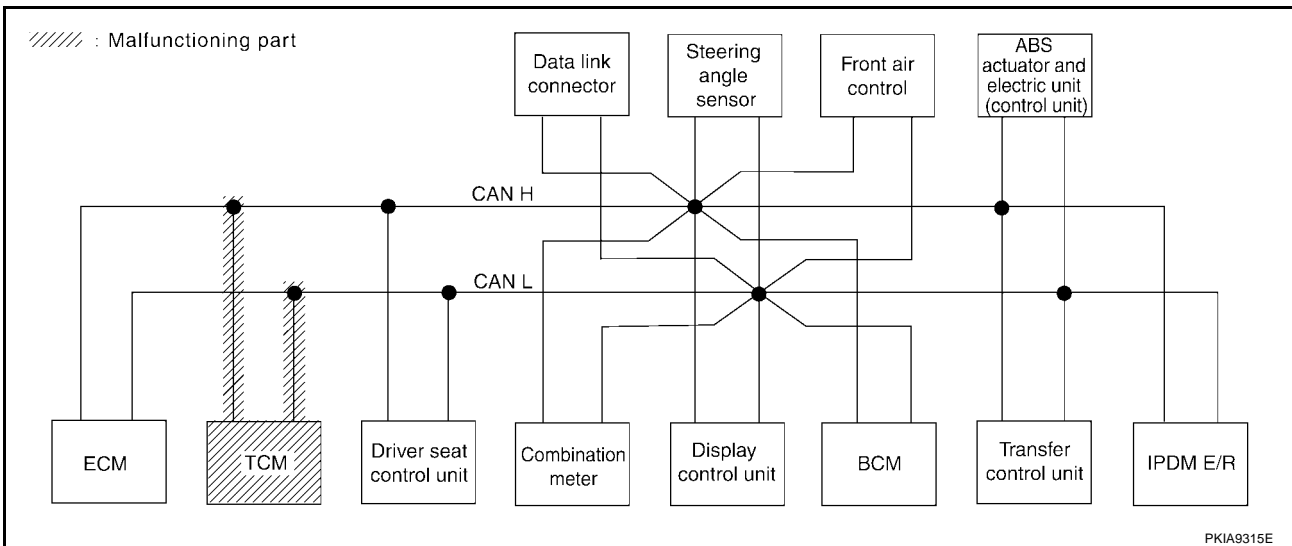 : Malfunctioning part
Data link
connector
Steering
angle
sensor
Front air
control
ABS
actuator and
electric unit
(control unit)
CAN H
CAN L
ECM
TCM
Driver seat
control unit
Combination
meter
Display
control unit
BCM
Transfer
control unit
IPDM E/R
PKIA9315E